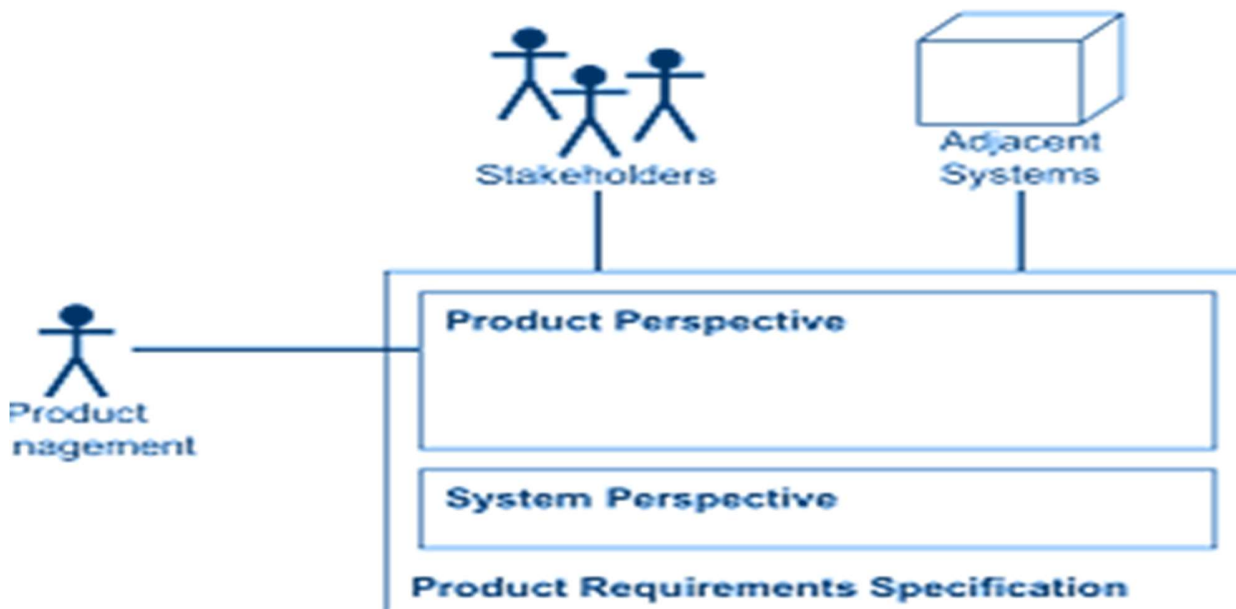 Stakeholders
Adjacent
Systems
Product Perspective
Product
nagement
System Perspective
Product Requirements Specification